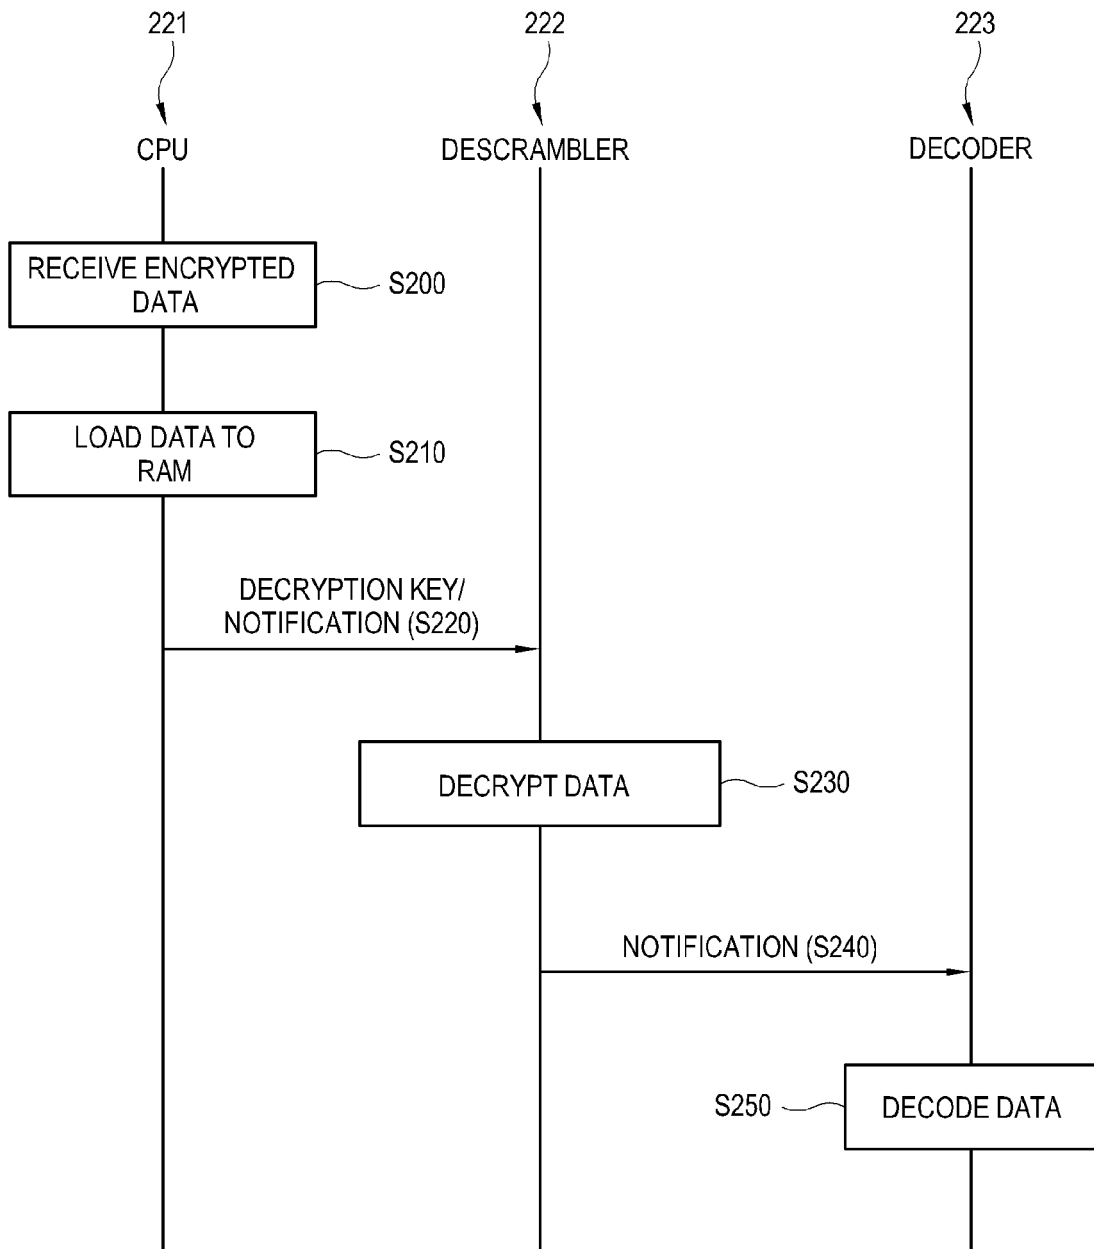 221
222
223
CPU
DESCRAMBLER
DECODER
RECEIVE ENCRYPTED
DATA
S200
LOAD DATA TO
RAM
S210
DECRYPTION KEY/
NOTIFICATION (S220)
DECRYPT DATA
S230
NOTIFICATION (S240)
S250
DECODE DATA